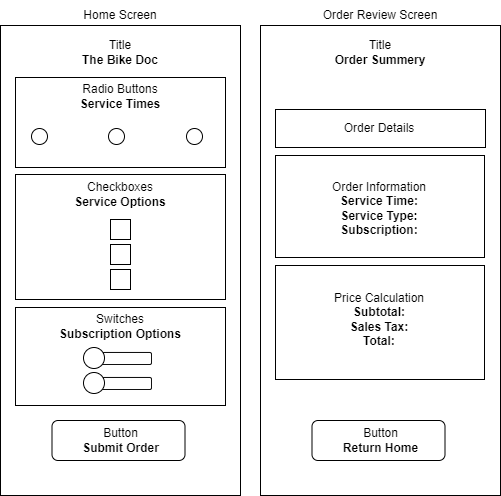 Home Screen
Title
The Bike Doc
Radio Buttons
Service Times
Checkboxes
Service Options
Switches
Subscription Options
Button
Submit Order
Order Review Screen
Title
Order Summery
Order Details
Order Information
Service Time:
Service Type:
Subscription:
Price Calculation
Subtotal:
Sales Tax:
Total:
Button
Return Home